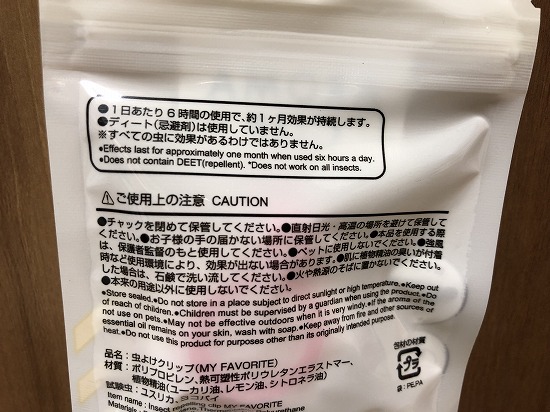 ●1日あたり6時間の使用で、約1ヶ月効果が持続します。
●ディート(忌避剤)は使用していません。
※すべての虫に効果があるわけではありません。
●Effects last for approximately one month when used six hours a day.
●Does not contain DEET(repellent). *Does not work on all insects.
⚠ご使用上の注意 CAUTION
●チャックを閉めて保管してください。●直射日光・高温の場所を避けて保管して
ください。●お子様の手の届かない場所に保管してください。●本品を使用する際
は、保護者監督のもと使用してください。●ペットに使用しないでください。●強風
時など使用環境により、効果が出ない場合があります。●肌に植物精油の臭いが付着
した場合は、石鹸で洗い流してください。●火や熱源のそばに置かないでください。
●本来の用途以外に使用しないでください。
●Store sealed.●Do not store in a place subject to direct sunlight or high temperature.●Keep out
of reach of children.●Children must be supervised by a guardian when using the product.●Do
not use on pets.●May not be effective outdoors when it is very windy.●If the aroma of the
essential oil remains on your skin, wash with soap.●Keep away from fire and other sources of
heat.●Do not use this product for purposes other than its originally intended purpose.
品名:虫よけクリップ(MY FAVORITE)
材質:ポリプロピレン、熱可塑性ポリウレタンエラストマー、
植物精油(ユーカリ油、レモン油、シトロネラ油)
試験虫:ユスリカ、ヨコバイ
Item name : Insect repelling clip MY FAVORITE
包材の材質
プラ
袋:PE,PA